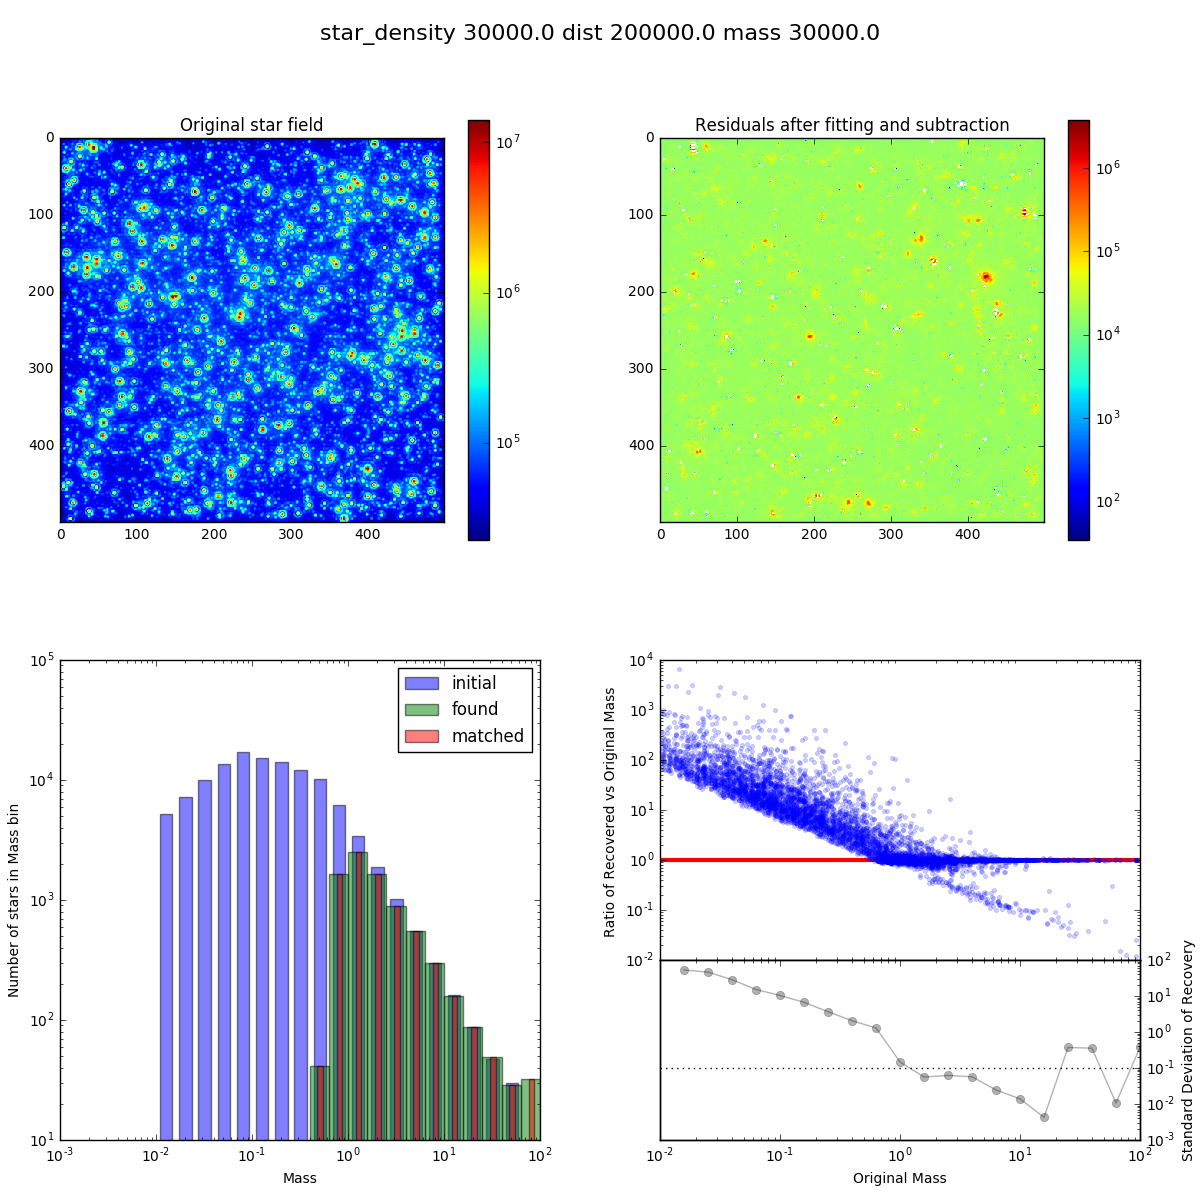 star_density 30000.0 dist 200000.0 mass 30000.0
Original star field
0
100
200
300
400
0 100 200 300 400
10^7
10^6
10^5
Residuals after fitting and subtraction
0
100
200
300
400
0 100 200 300 400
10^6
10^5
10^4
10^3
10^2
Number of stars in Mass bin
10^5
10^4
10^3
10^2
10^1
initial
found
matched
10^-3 10^-2 10^-1 10^0 10^1 10^2
Mass
Ratio of Recovered vs Original Mass
10^4
10^3
10^2
10^1
10^0
10^-1
10^-2
10^2
10^1
10^0
10^-1
10^-2
10^-3
Standard Deviation of Recovery
10^-2 10^-1 10^0 10^1 10^2
Original Mass